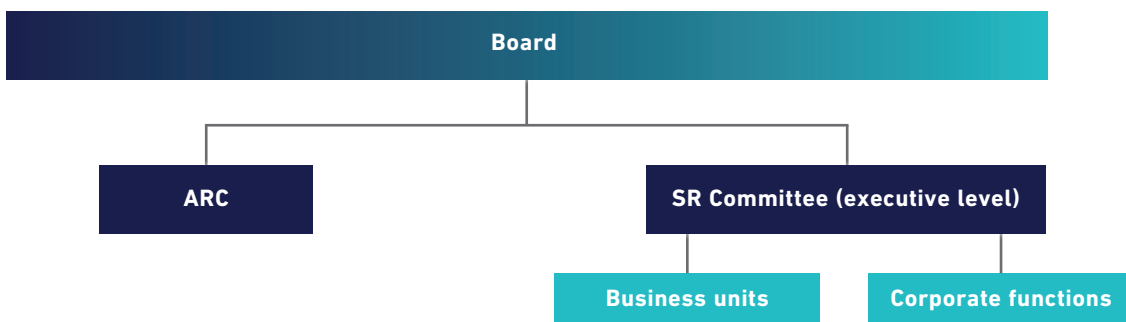 Board
ARC
SR Committee (executive level)
Business units
Corporate functions